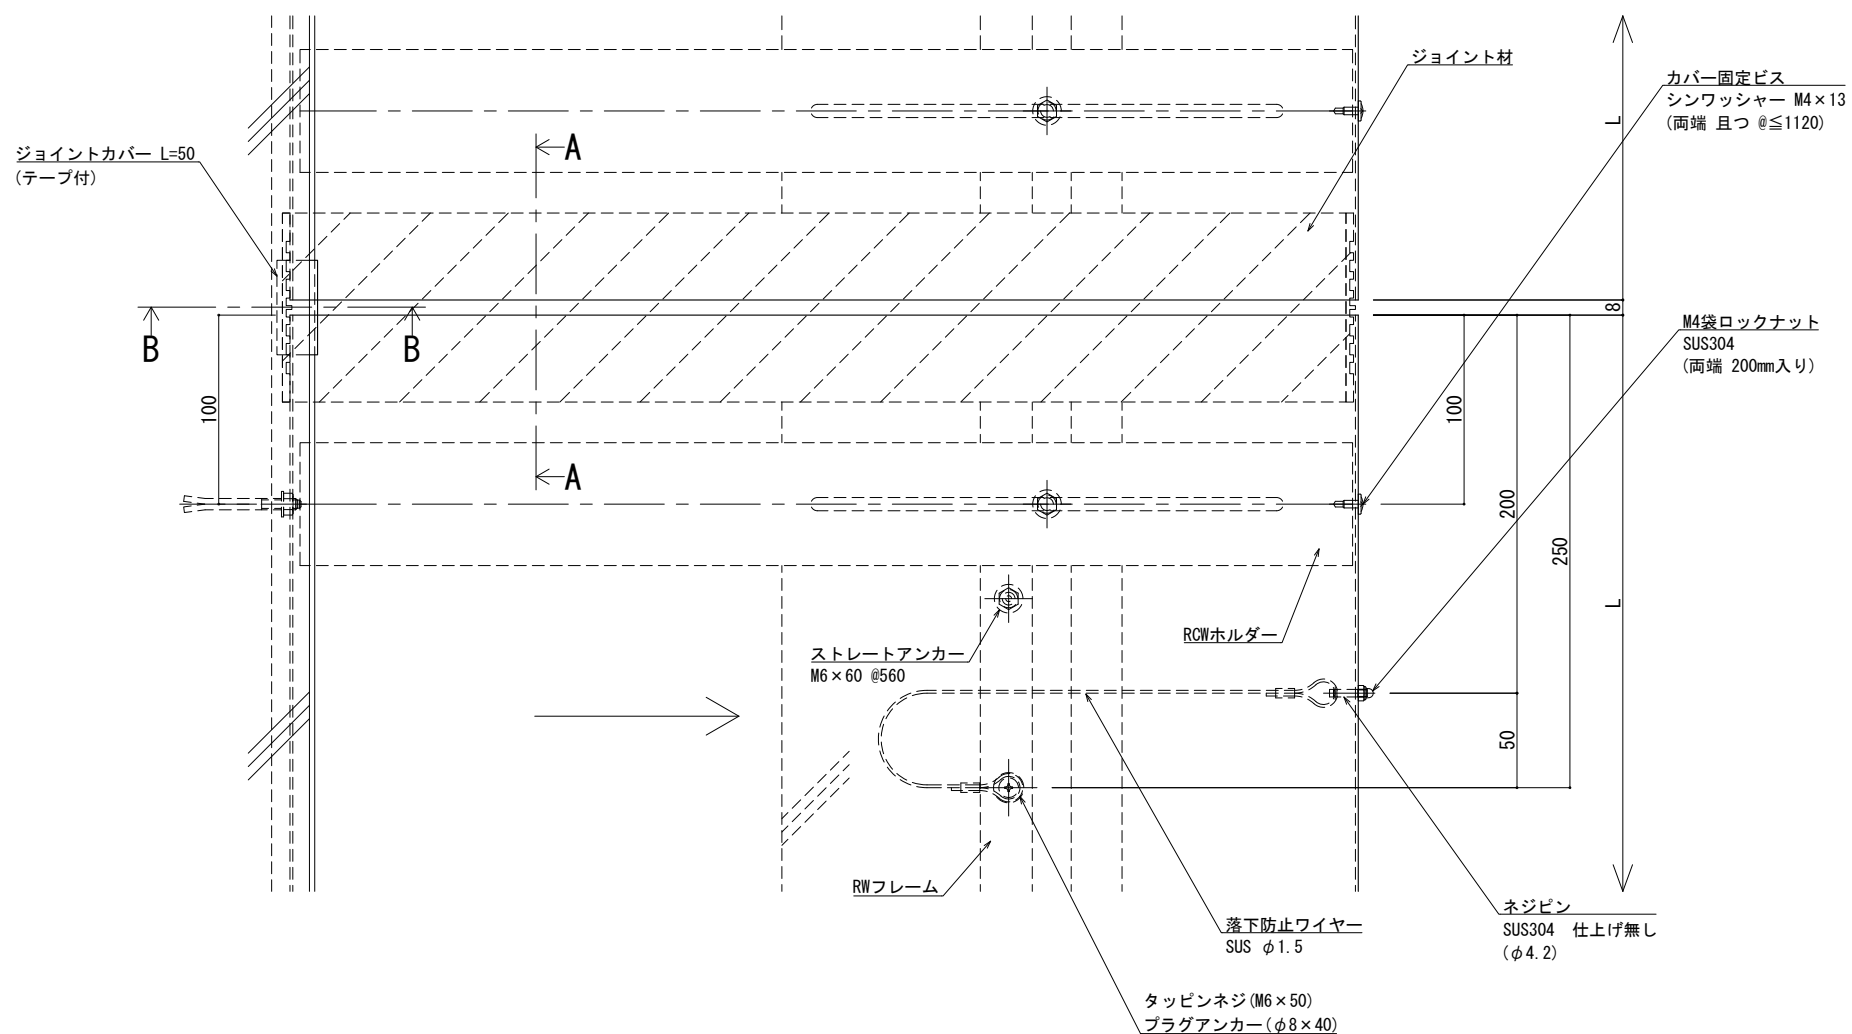 ジョイント材
カバー固定ビス
シンワッシャー M4×13
(両端 且つ @≦1120)
L
A
ジョイントカバー L=50
(テープ付)
8
B
B
M4袋ロックナット
SUS304
(両端 200mm入り)
100
100
A
200
250
L
RCWホルダー
ストレートアンカー
M6×60 @560
50
RWフレーム
落下防止ワイヤー
SUS φ1.5
ネジピン
SUS304 仕上げ無し
(φ4.2)
タッピンネジ(M6×50)
プラグアンカー(φ8×40)